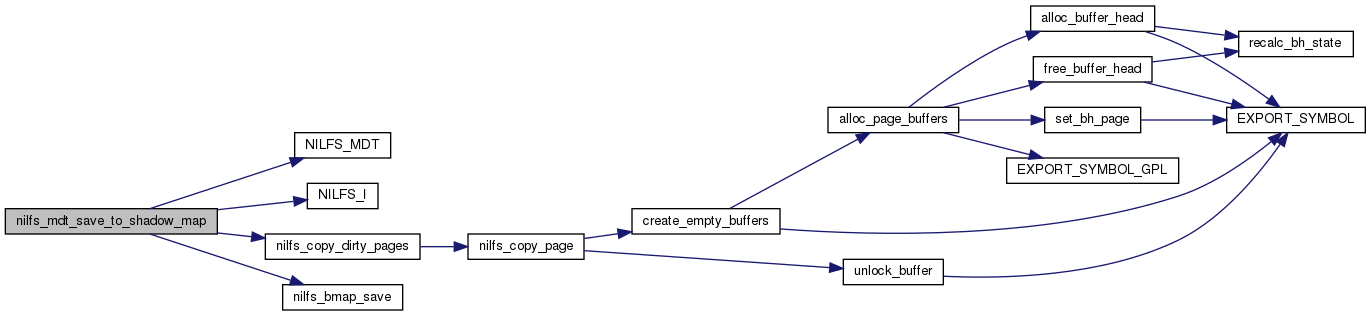 alloc_buffer_head
recalc_bh_state
free_buffer_head
alloc_page_buffers
set_bh_page
EXPORT_SYMBOL
NILFS_MDT
EXPORT_SYMBOL_GPL
NILFS_I
nilfs_mdt_save_to_shadow_map
create_empty_buffers
nilfs_copy_dirty_pages
nilfs_copy_page
unlock_buffer
nilfs_bmap_save